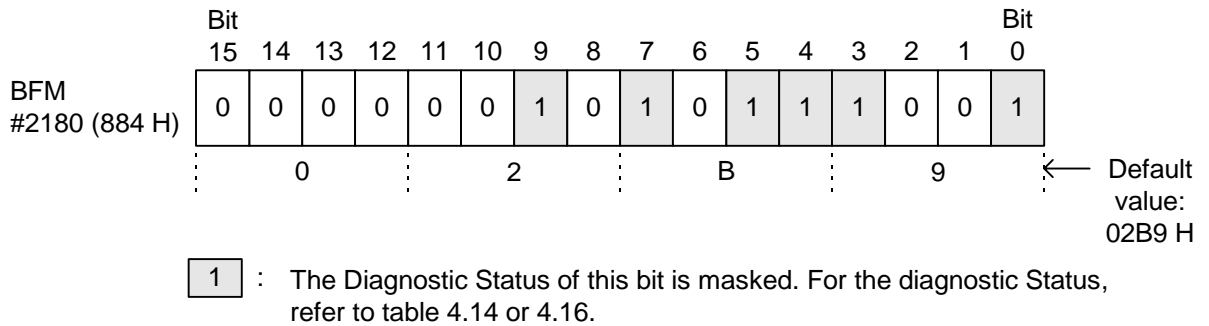 Bit Bit
15 14 13 12 11 10 9 8 7 6 5 4 3 2 1 0
BFM
#2180 (884 H)
0 0 0 0 0 0 1 0 1 0 1 1 1 0 0 1
0 2 B 9
Default
value:
02B9 H
1 : The Diagnostic Status of this bit is masked. For the diagnostic Status,
refer to table 4.14 or 4.16.